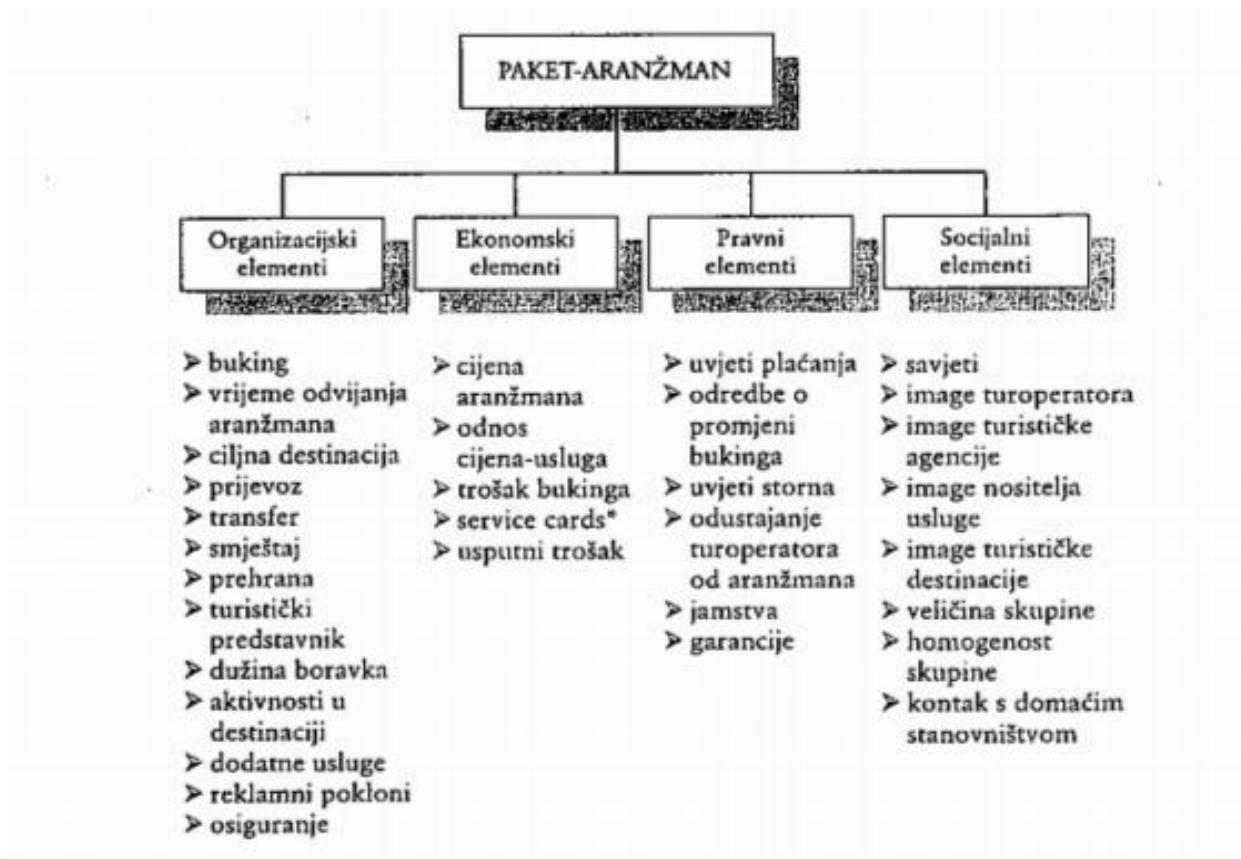 PAKET-ARANŽMAN
Organizacijski
elementi
Ekonomski
elementi
Pravni
elementi
Socijalni
elementi
➢ buking
➢ vrijeme odvijanja
aranžmana
➢ ciljna destinacija
➢ prijevoz
➢ transfer
➢ smještaj
➢ prehrana
➢ turistički
predstavnik
➢ dužina boravka
➢ aktivnosti u
destinaciji
➢ dodatne usluge
➢ reklamni pokloni
➢ osiguranje
➢ cijena
aranžmana
➢ odnos
cijena-usluga
➢ trošak bukinga
➢ service cards*
➢ usputni trošak
➢ uvjeti plaćanja
➢ odredbe o
promjeni
bukinga
➢ uvjeti storna
➢ odustajanje
turoperatora
od aranžmana
➢ jamstva
➢ garancije
➢ savjeti
➢ image turoperatora
➢ image turističke
agencije
➢ image nositelja
usluge
➢ image turističke
destinacije
➢ veličina skupine
➢ homogenost
skupine
➢ kontak s domaćim
stanovništvom